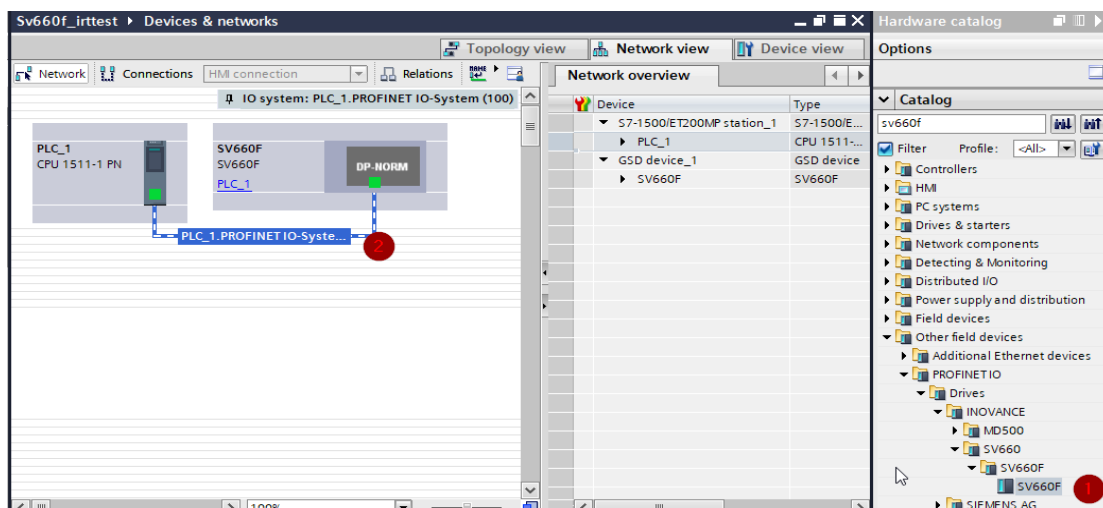 Sv660f_irttest ▸ Devices & networks
Topology view
Network view
Device view
Network
Connections
HMI connection
Relations
IO system: PLC_1.PROFINET IO-System (100)
PLC_1
CPU 1511-1 PN
SV660F
SV660F
PLC_1
DP-NORM
PLC_1.PROFINET IO-Syste...
2
100%
Network overview
Device Type
S7-1500/ET200MP station_1 S7-1500/E...
PLC_1 CPU 1511-...
GSD device_1 GSD device
SV660F SV660F
Hardware catalog
Options
Catalog
sv660f
Filter Profile: <All>
Controllers
HMI
PC systems
Drives & starters
Network components
Detecting & Monitoring
Distributed I/O
Power supply and distribution
Field devices
Other field devices
Additional Ethernet devices
PROFINET IO
Drives
INOVANCE
MD500
SV660
SV660F
SV660F
1
SIEMENS AG